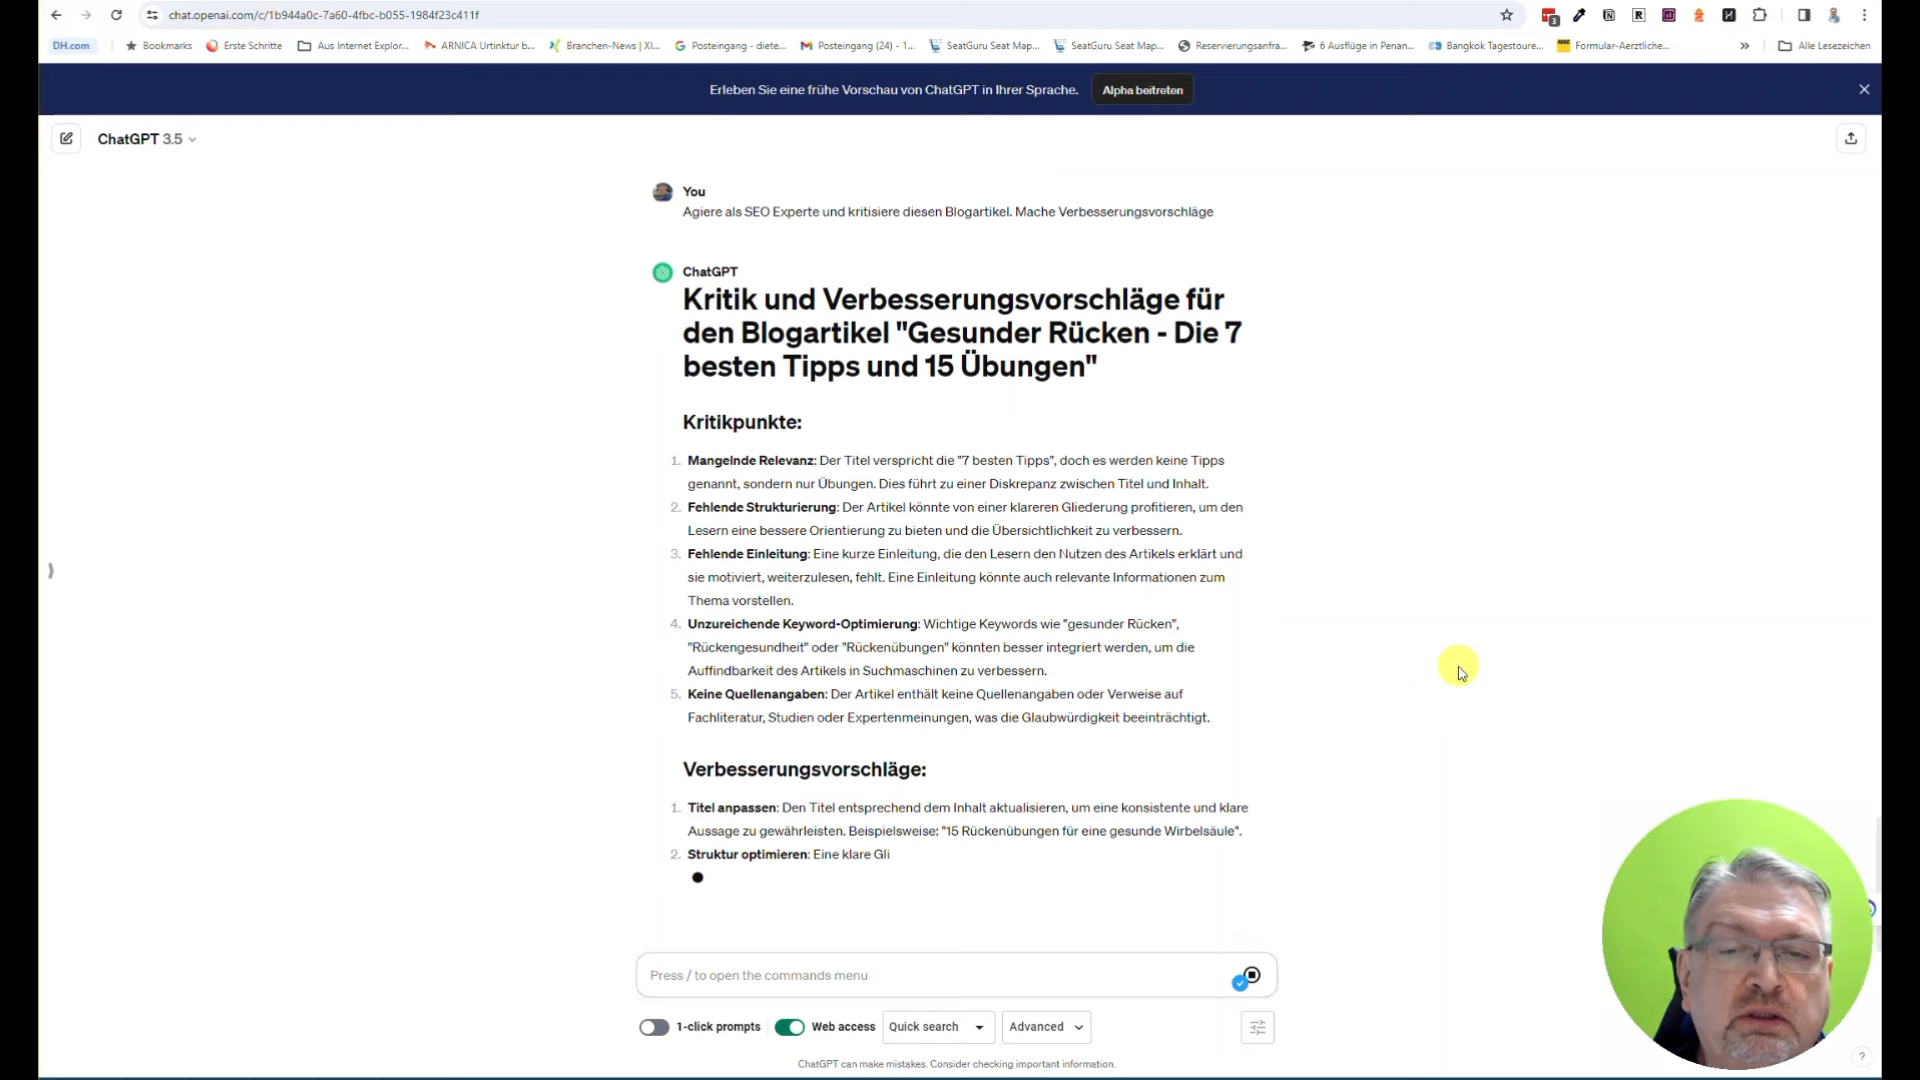 chat.openai.com/c/1b944a0c-7a60-4fbc-b055-1984f23c411f
3
DH.com Bookmarks Erste Schritte Aus Internet Explor... ARNICA Urtinktur b... Branchen-News | XI... Posteingang - diete... Posteingang (24) - 1... SeatGuru Seat Map... SeatGuru Seat Map... Reservierungsanfra... 6 Ausflüge in Penan... Bangkok Tagestoure... Formular-Aerztliche... » Alle Lesezeichen
Erleben Sie eine frühe Vorschau von ChatGPT in Ihrer Sprache. Alpha beitreten
ChatGPT 3.5
You
Agiere als SEO Experte und kritisiere diesen Blogartikel. Mache Verbesserungsvorschläge
ChatGPT
Kritik und Verbesserungsvorschläge für
den Blogartikel "Gesunder Rücken - Die 7
besten Tipps und 15 Übungen"
Kritikpunkte:
1. Mangelnde Relevanz: Der Titel verspricht die "7 besten Tipps", doch es werden keine Tipps
genannt, sondern nur Übungen. Dies führt zu einer Diskrepanz zwischen Titel und Inhalt.
2. Fehlende Strukturierung: Der Artikel könnte von einer klareren Gliederung profitieren, um den
Lesern eine bessere Orientierung zu bieten und die Übersichtlichkeit zu verbessern.
3. Fehlende Einleitung: Eine kurze Einleitung, die den Lesern den Nutzen des Artikels erklärt und
sie motiviert, weiterzulesen, fehlt. Eine Einleitung könnte auch relevante Informationen zum
Thema vorstellen.
4. Unzureichende Keyword-Optimierung: Wichtige Keywords wie "gesunder Rücken",
"Rückengesundheit" oder "Rückenübungen" könnten besser integriert werden, um die
Auffindbarkeit des Artikels in Suchmaschinen zu verbessern.
5. Keine Quellenangaben: Der Artikel enthält keine Quellenangaben oder Verweise auf
Fachliteratur, Studien oder Expertenmeinungen, was die Glaubwürdigkeit beeinträchtigt.
Verbesserungsvorschläge:
1. Titel anpassen: Den Titel entsprechend dem Inhalt aktualisieren, um eine konsistente und klare
Aussage zu gewährleisten. Beispielsweise: "15 Rückenübungen für eine gesunde Wirbelsäule".
2. Struktur optimieren: Eine klare Gli
Press / to open the commands menu
1-click prompts Web access Quick search Advanced
ChatGPT can make mistakes. Consider checking important information.
?